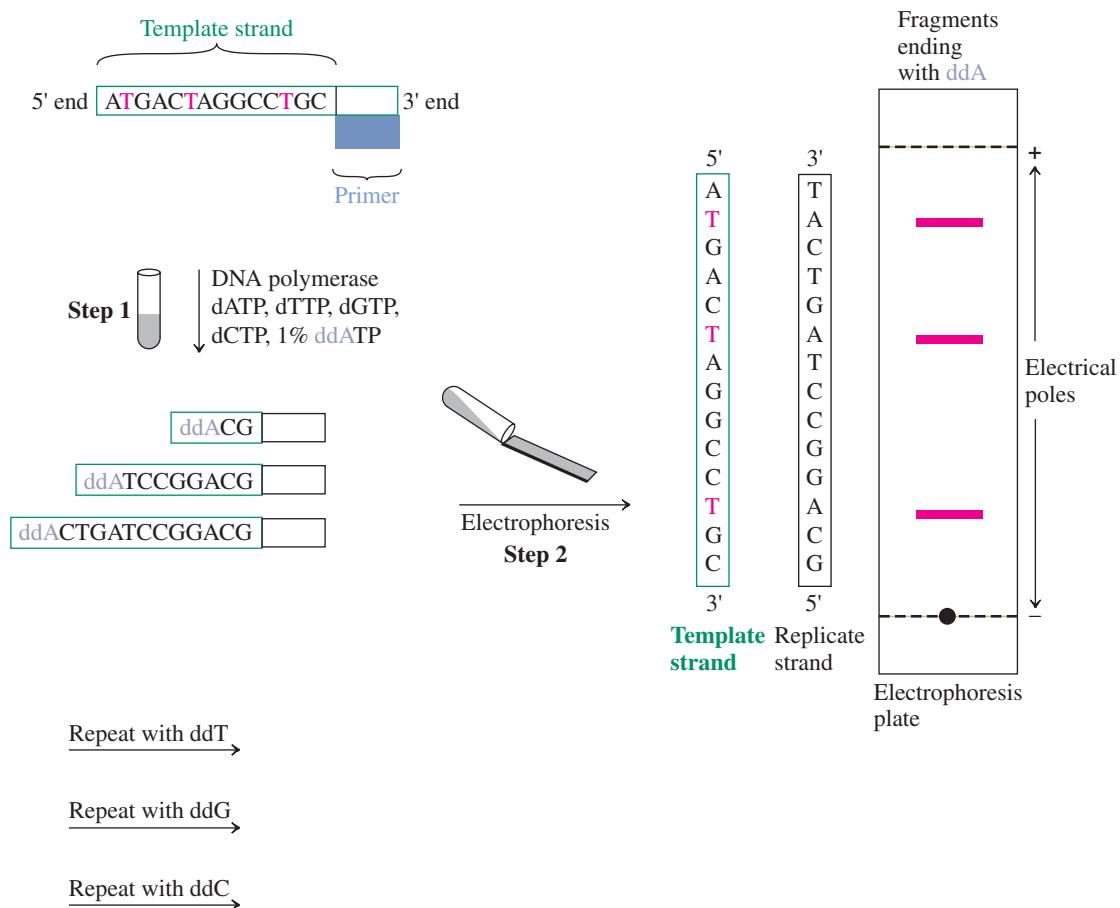 Template strand
5' end ATGACTAGGCCTGC 3' end
Primer
Step 1
DNA polymerase
dATP, dTTP, dGTP,
dCTP, 1% ddATP
ddACG
ddATCCGGACG
ddACTGATCCGGACG
Electrophoresis
Step 2
Repeat with ddT
Repeat with ddG
Repeat with ddC
5'
A
T
G
A
C
T
A
G
G
C
C
T
G
C
3'
Template
strand
3'
T
A
C
T
G
A
T
C
C
G
G
A
C
G
5'
Replicate
strand
Fragments
ending
with ddA
+
Electrical
poles
−
Electrophoresis
plate